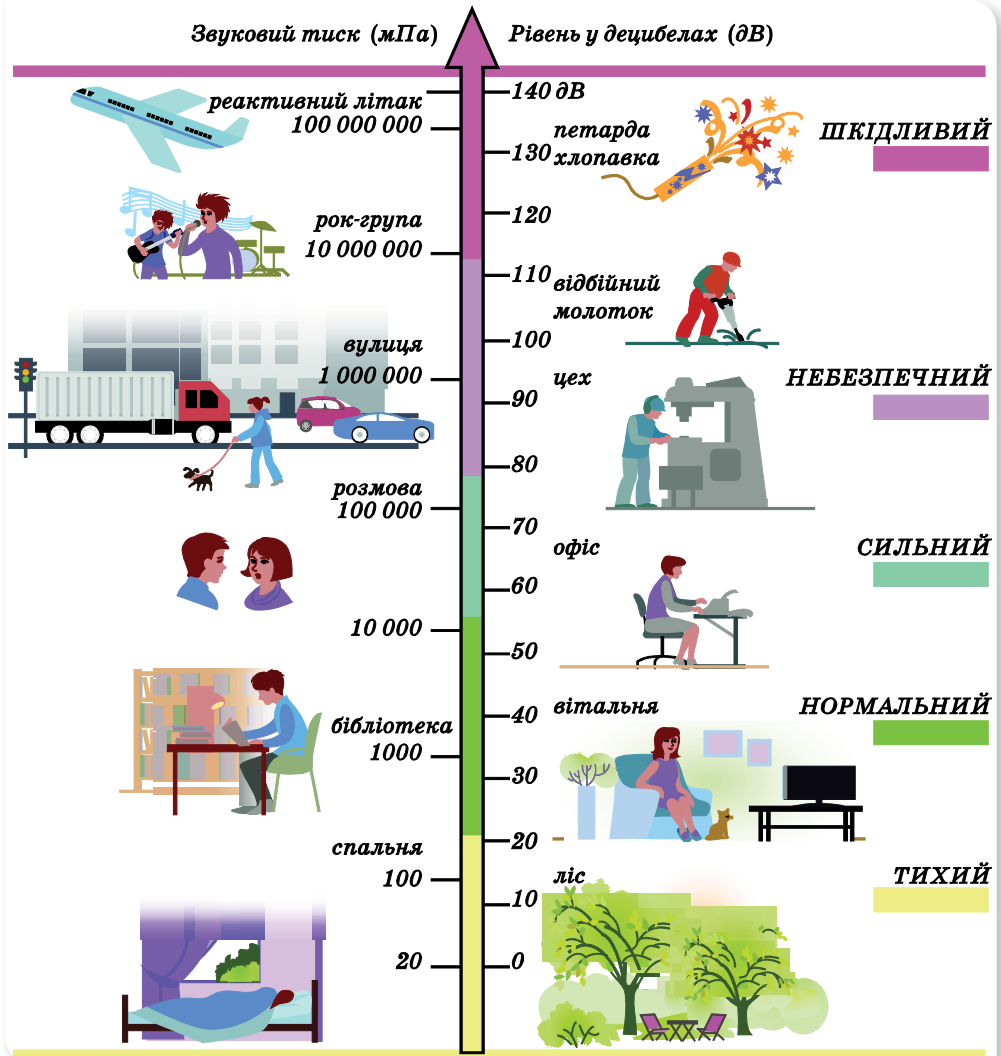 Звуковий тиск (мПа)
Рівень у децибелах (дВ)
реактивний літак
100 000 000
рок-група
10 000 000
вулиця
1 000 000
розмова
100 000
10 000
бібліотека
1000
спальня
100
20
140 дВ
130
120
110
100
90
80
70
60
50
40
30
20
10
0
петарда
хлопавка
відбійний
молоток
цех
офіс
вітальня
ліс
ШКІДЛИВИЙ
НЕБЕЗПЕЧНИЙ
СИЛЬНИЙ
НОРМАЛЬНИЙ
ТИХИЙ